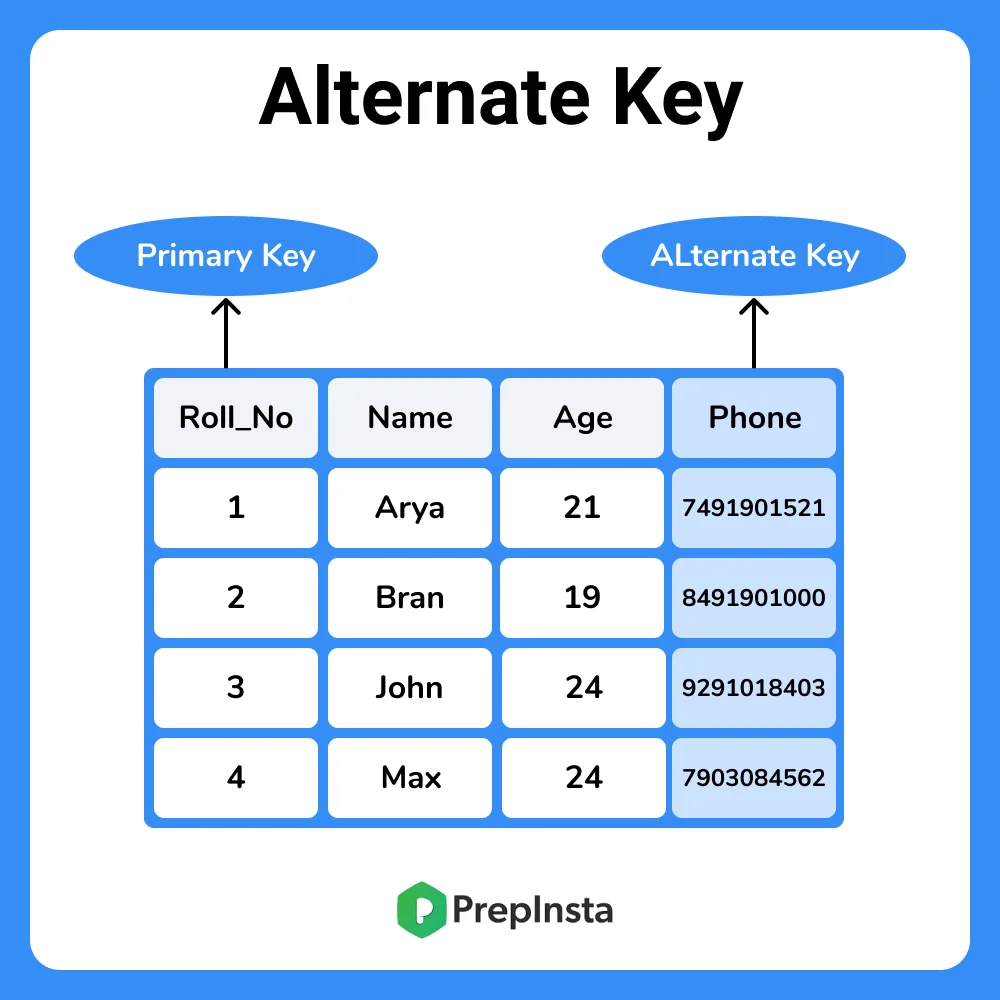 Alternate Key
Primary Key ALternate Key
Roll_No Name Age Phone
1 Arya 21 7491901521
2 Bran 19 8491901000
3 John 24 9291018403
4 Max 24 7903084562
PrepInsta